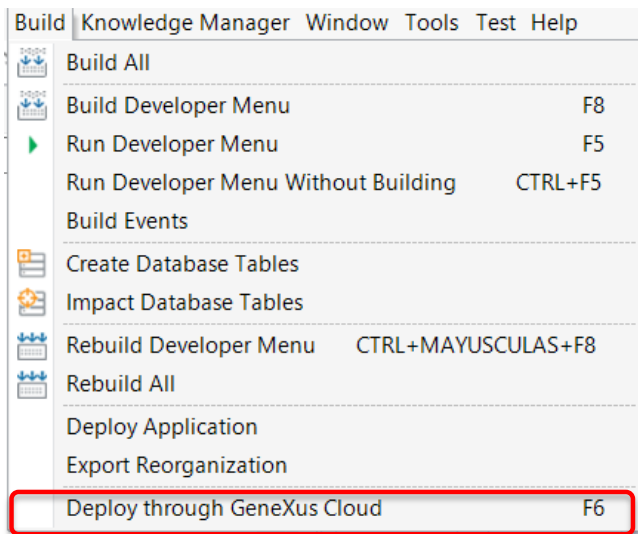 Build Knowledge Manager Window Tools Test Help
Build All
Build Developer Menu F8
Run Developer Menu F5
Run Developer Menu Without Building CTRL+F5
Build Events
Create Database Tables
Impact Database Tables
Rebuild Developer Menu CTRL+MAYUSCULAS+F8
Rebuild All
Deploy Application
Export Reorganization
Deploy through GeneXus Cloud F6